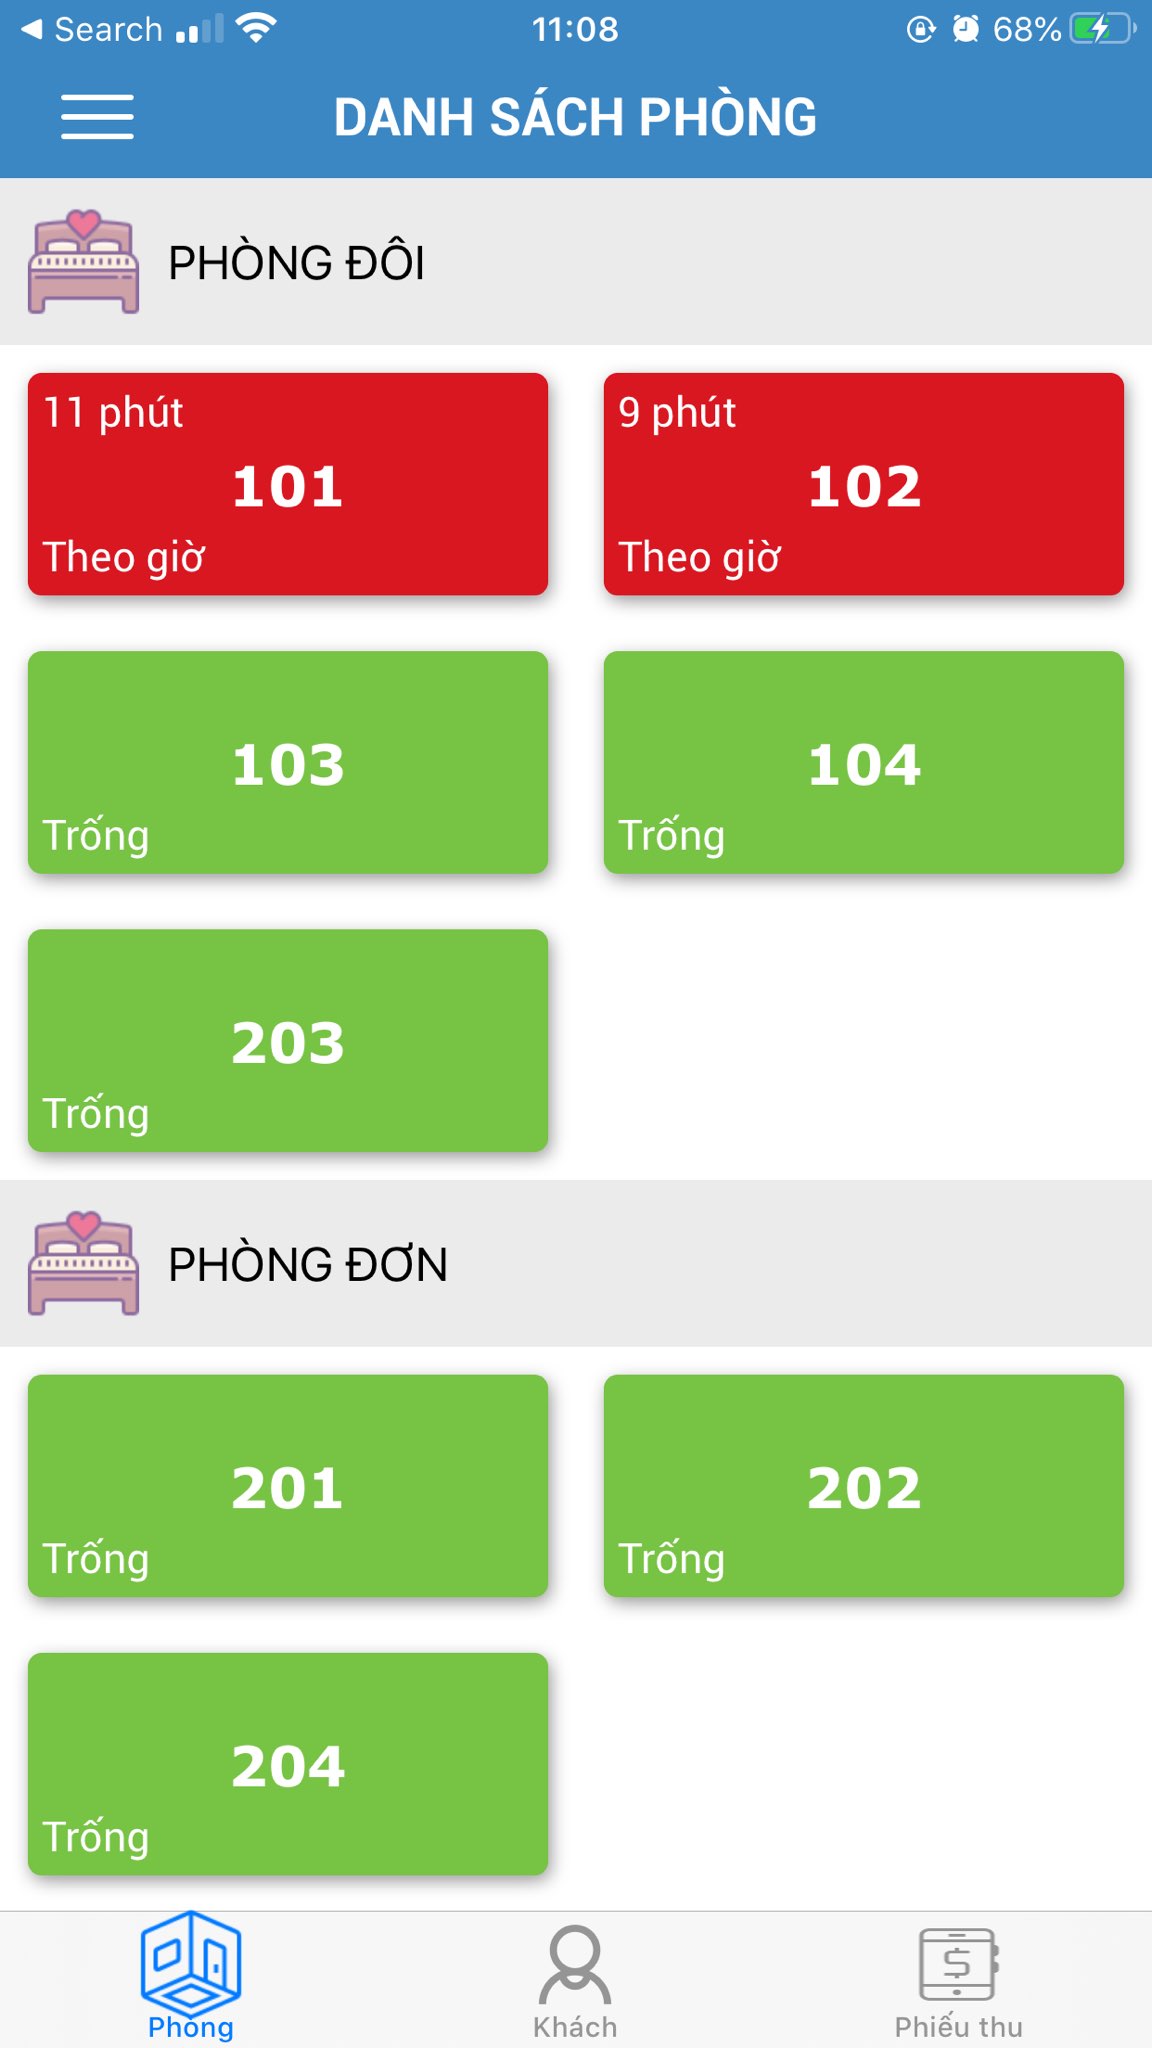 Search
11:08
68%
DANH SÁCH PHÒNG
PHÒNG ĐÔI
11 phút
101
Theo giờ
9 phút
102
Theo giờ
103
Trống
104
Trống
203
Trống
PHÒNG ĐƠN
201
Trống
202
Trống
204
Trống
Phòng
Khách
Phiếu thu